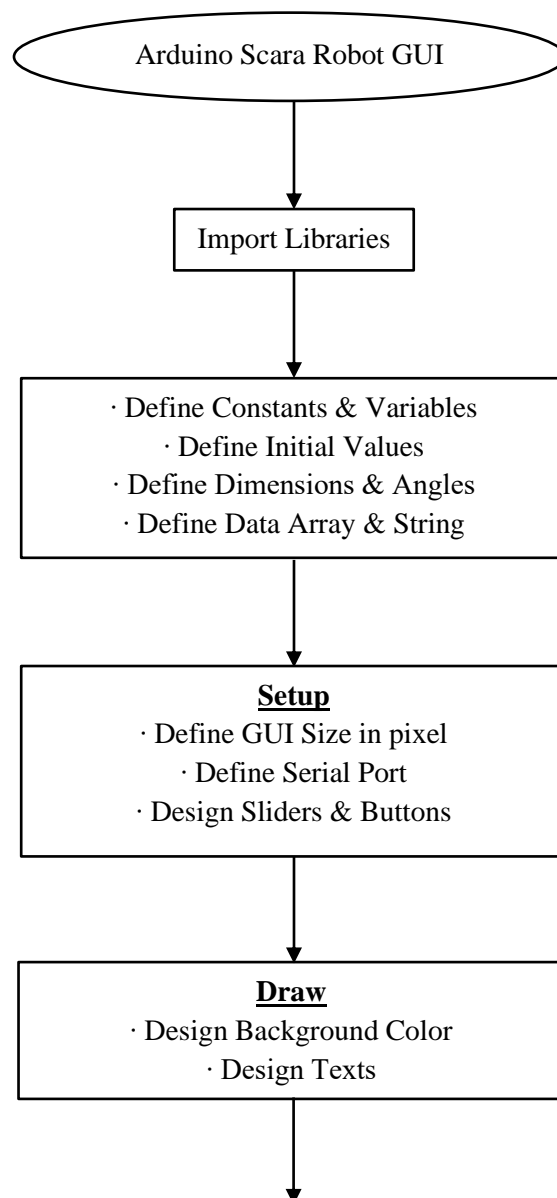 Arduino Scara Robot GUI
Import Libraries
· Define Constants & Variables
· Define Initial Values
· Define Dimensions & Angles
· Define Data Array & String
Setup
· Define GUI Size in pixel
· Define Serial Port
· Design Sliders & Buttons
Draw
· Design Background Color
· Design Texts